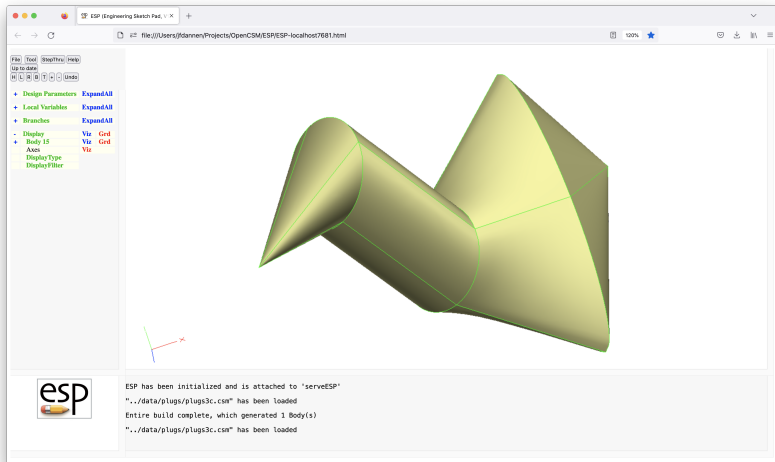 ESP (Engineering Sketch Pad, V
file:///Users/jfdannen/Projects/OpenCSM/ESP/ESP-localhost7681.html
120%
File Tool StepThru Help
Up to date
H L R B T + - Undo
+ Design Parameters ExpandAll
+ Local Variables ExpandAll
+ Branches ExpandAll
- Display Viz Grd
+ Body 15 Viz Grd
Axes Viz
DisplayType
DisplayFilter
X
esp
ESP has been initialized and is attached to 'serveESP'
"../data/plugs/plugs3c.csm" has been loaded
Entire build complete, which generated 1 Body(s)
"../data/plugs/plugs3c.csm" has been loaded